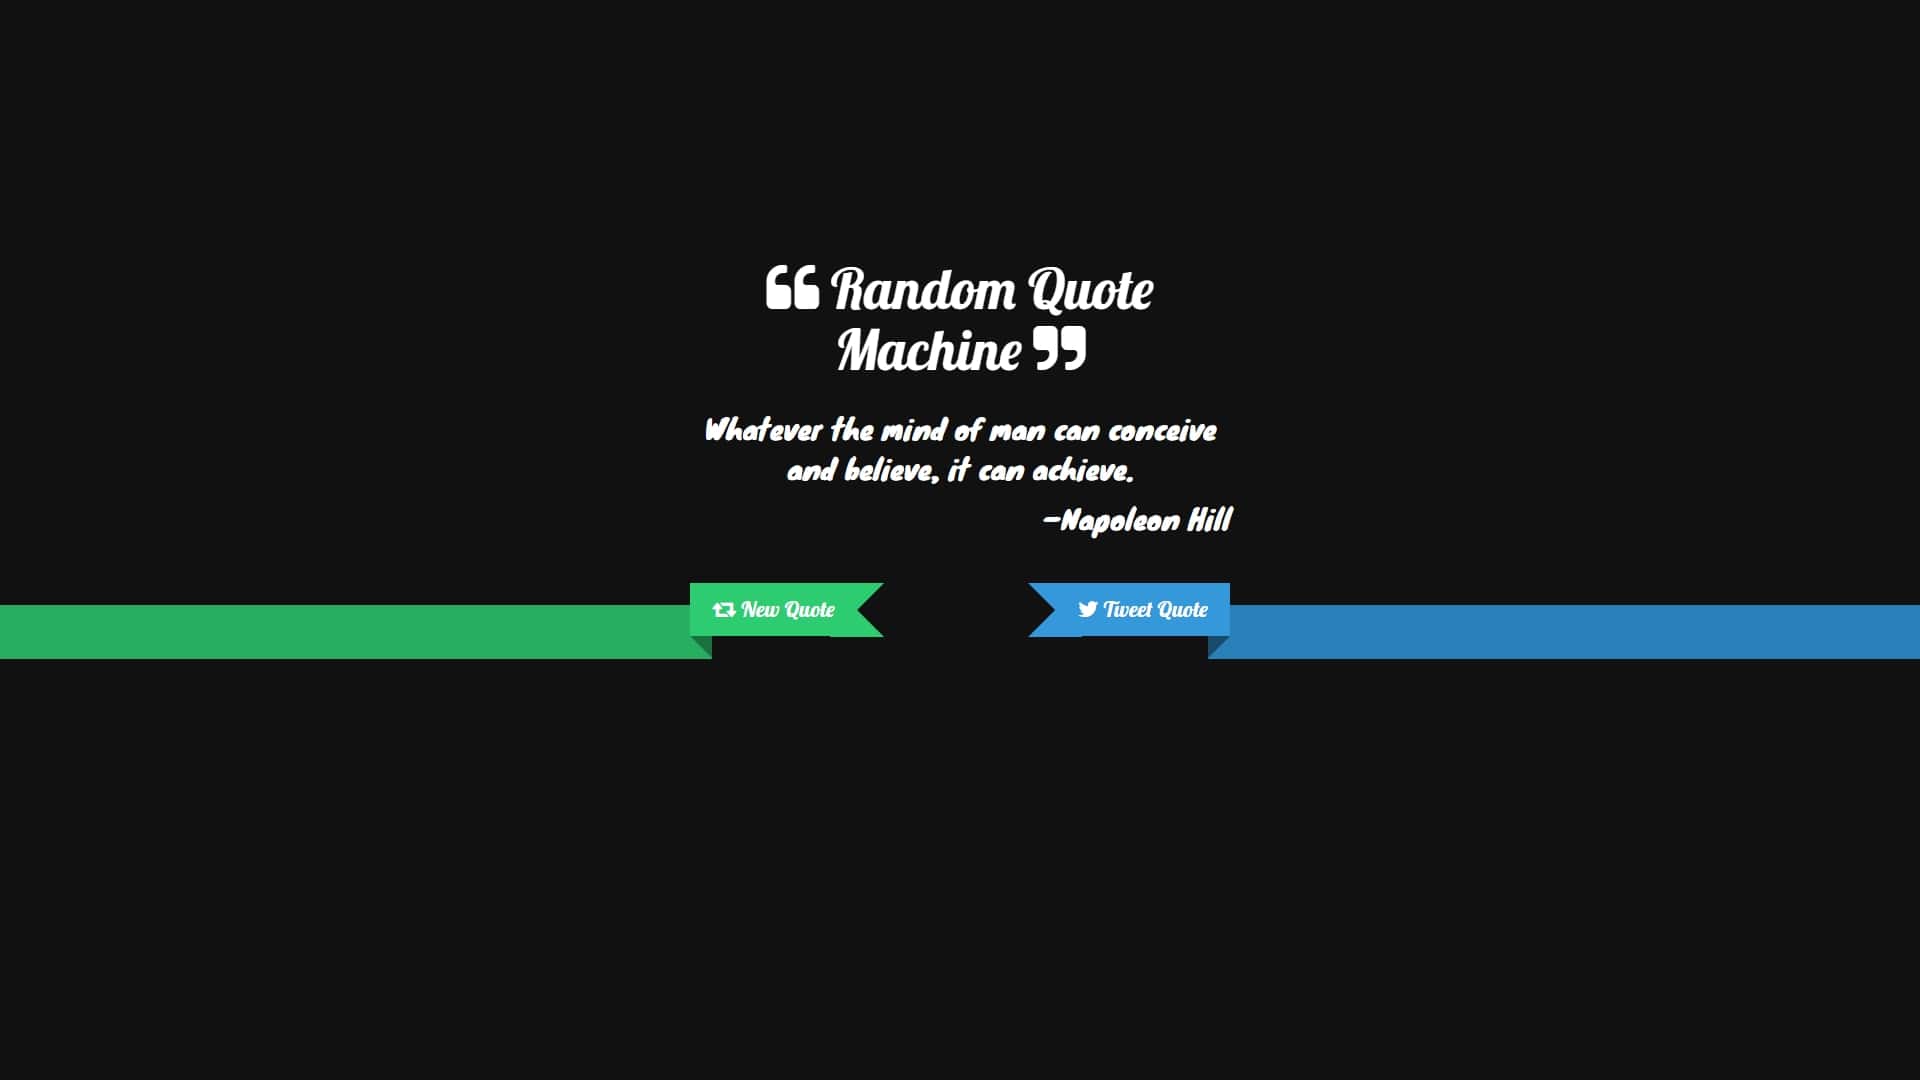 ❝ Random Quote
Machine ❞
Whatever the mind of man can conceive
and believe, it can achieve.
-Napoleon Hill
New Quote
Tweet Quote